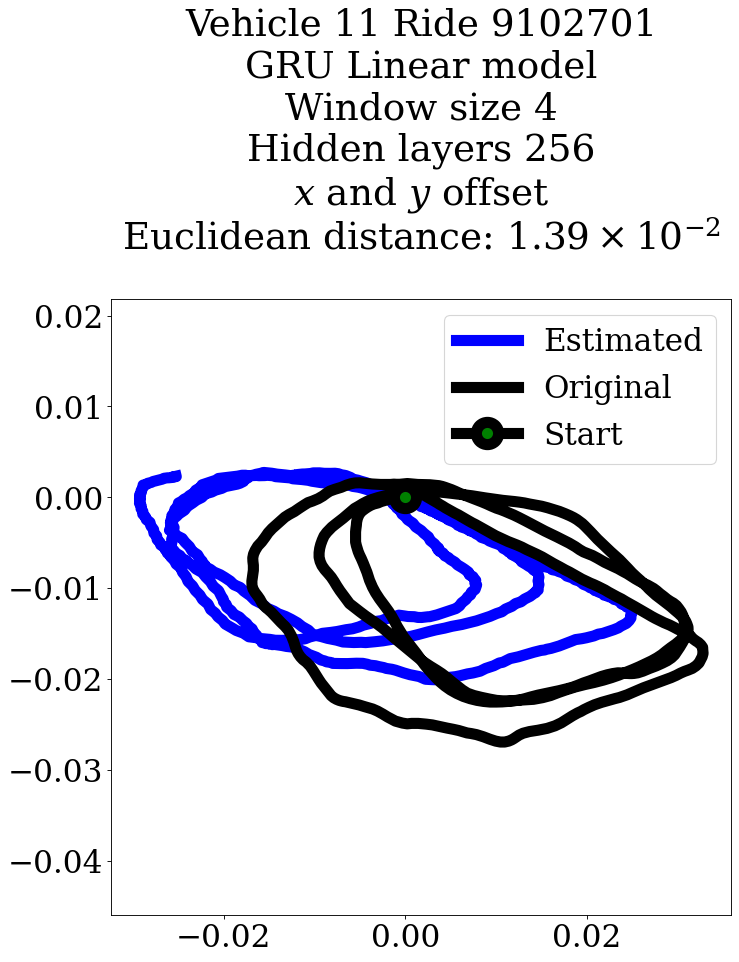 Vehicle 11 Ride 9102701
GRU Linear model
Window size 4
Hidden layers 256
x and y offset
Euclidean distance: 1.39 × 10⁻²
Estimated
Original
Start
0.02
0.01
0.00
−0.01
−0.02
−0.03
−0.04
−0.02 0.00 0.02